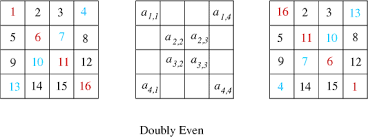 1 2 3 4 a1,1 a1,4 16 2 3 13
5 6 7 8 a2,2 a2,3 5 11 10 8
9 10 11 12 a3,2 a3,3 9 7 6 12
13 14 15 16 a4,1 a4,4 4 14 15 1
Doubly Even